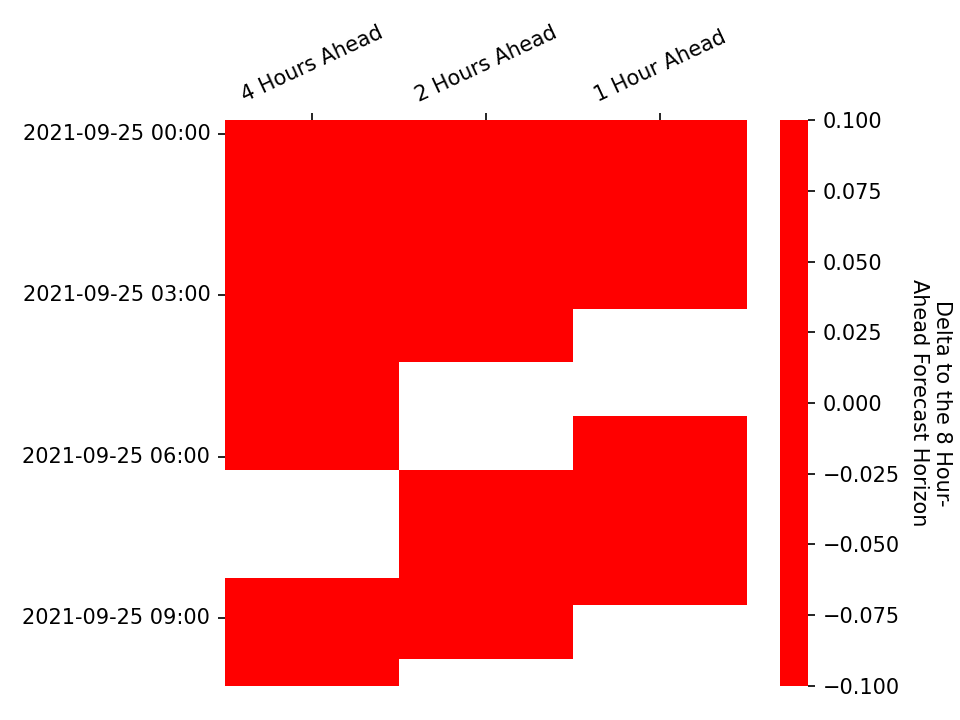 4 Hours Ahead
2 Hours Ahead
1 Hour Ahead
2021-09-25 00:00
2021-09-25 03:00
2021-09-25 06:00
2021-09-25 09:00
0.100
0.075
0.050
0.025
0.000
−0.025
−0.050
−0.075
−0.100
Delta to the 8 Hour-
Ahead Forecast Horizon